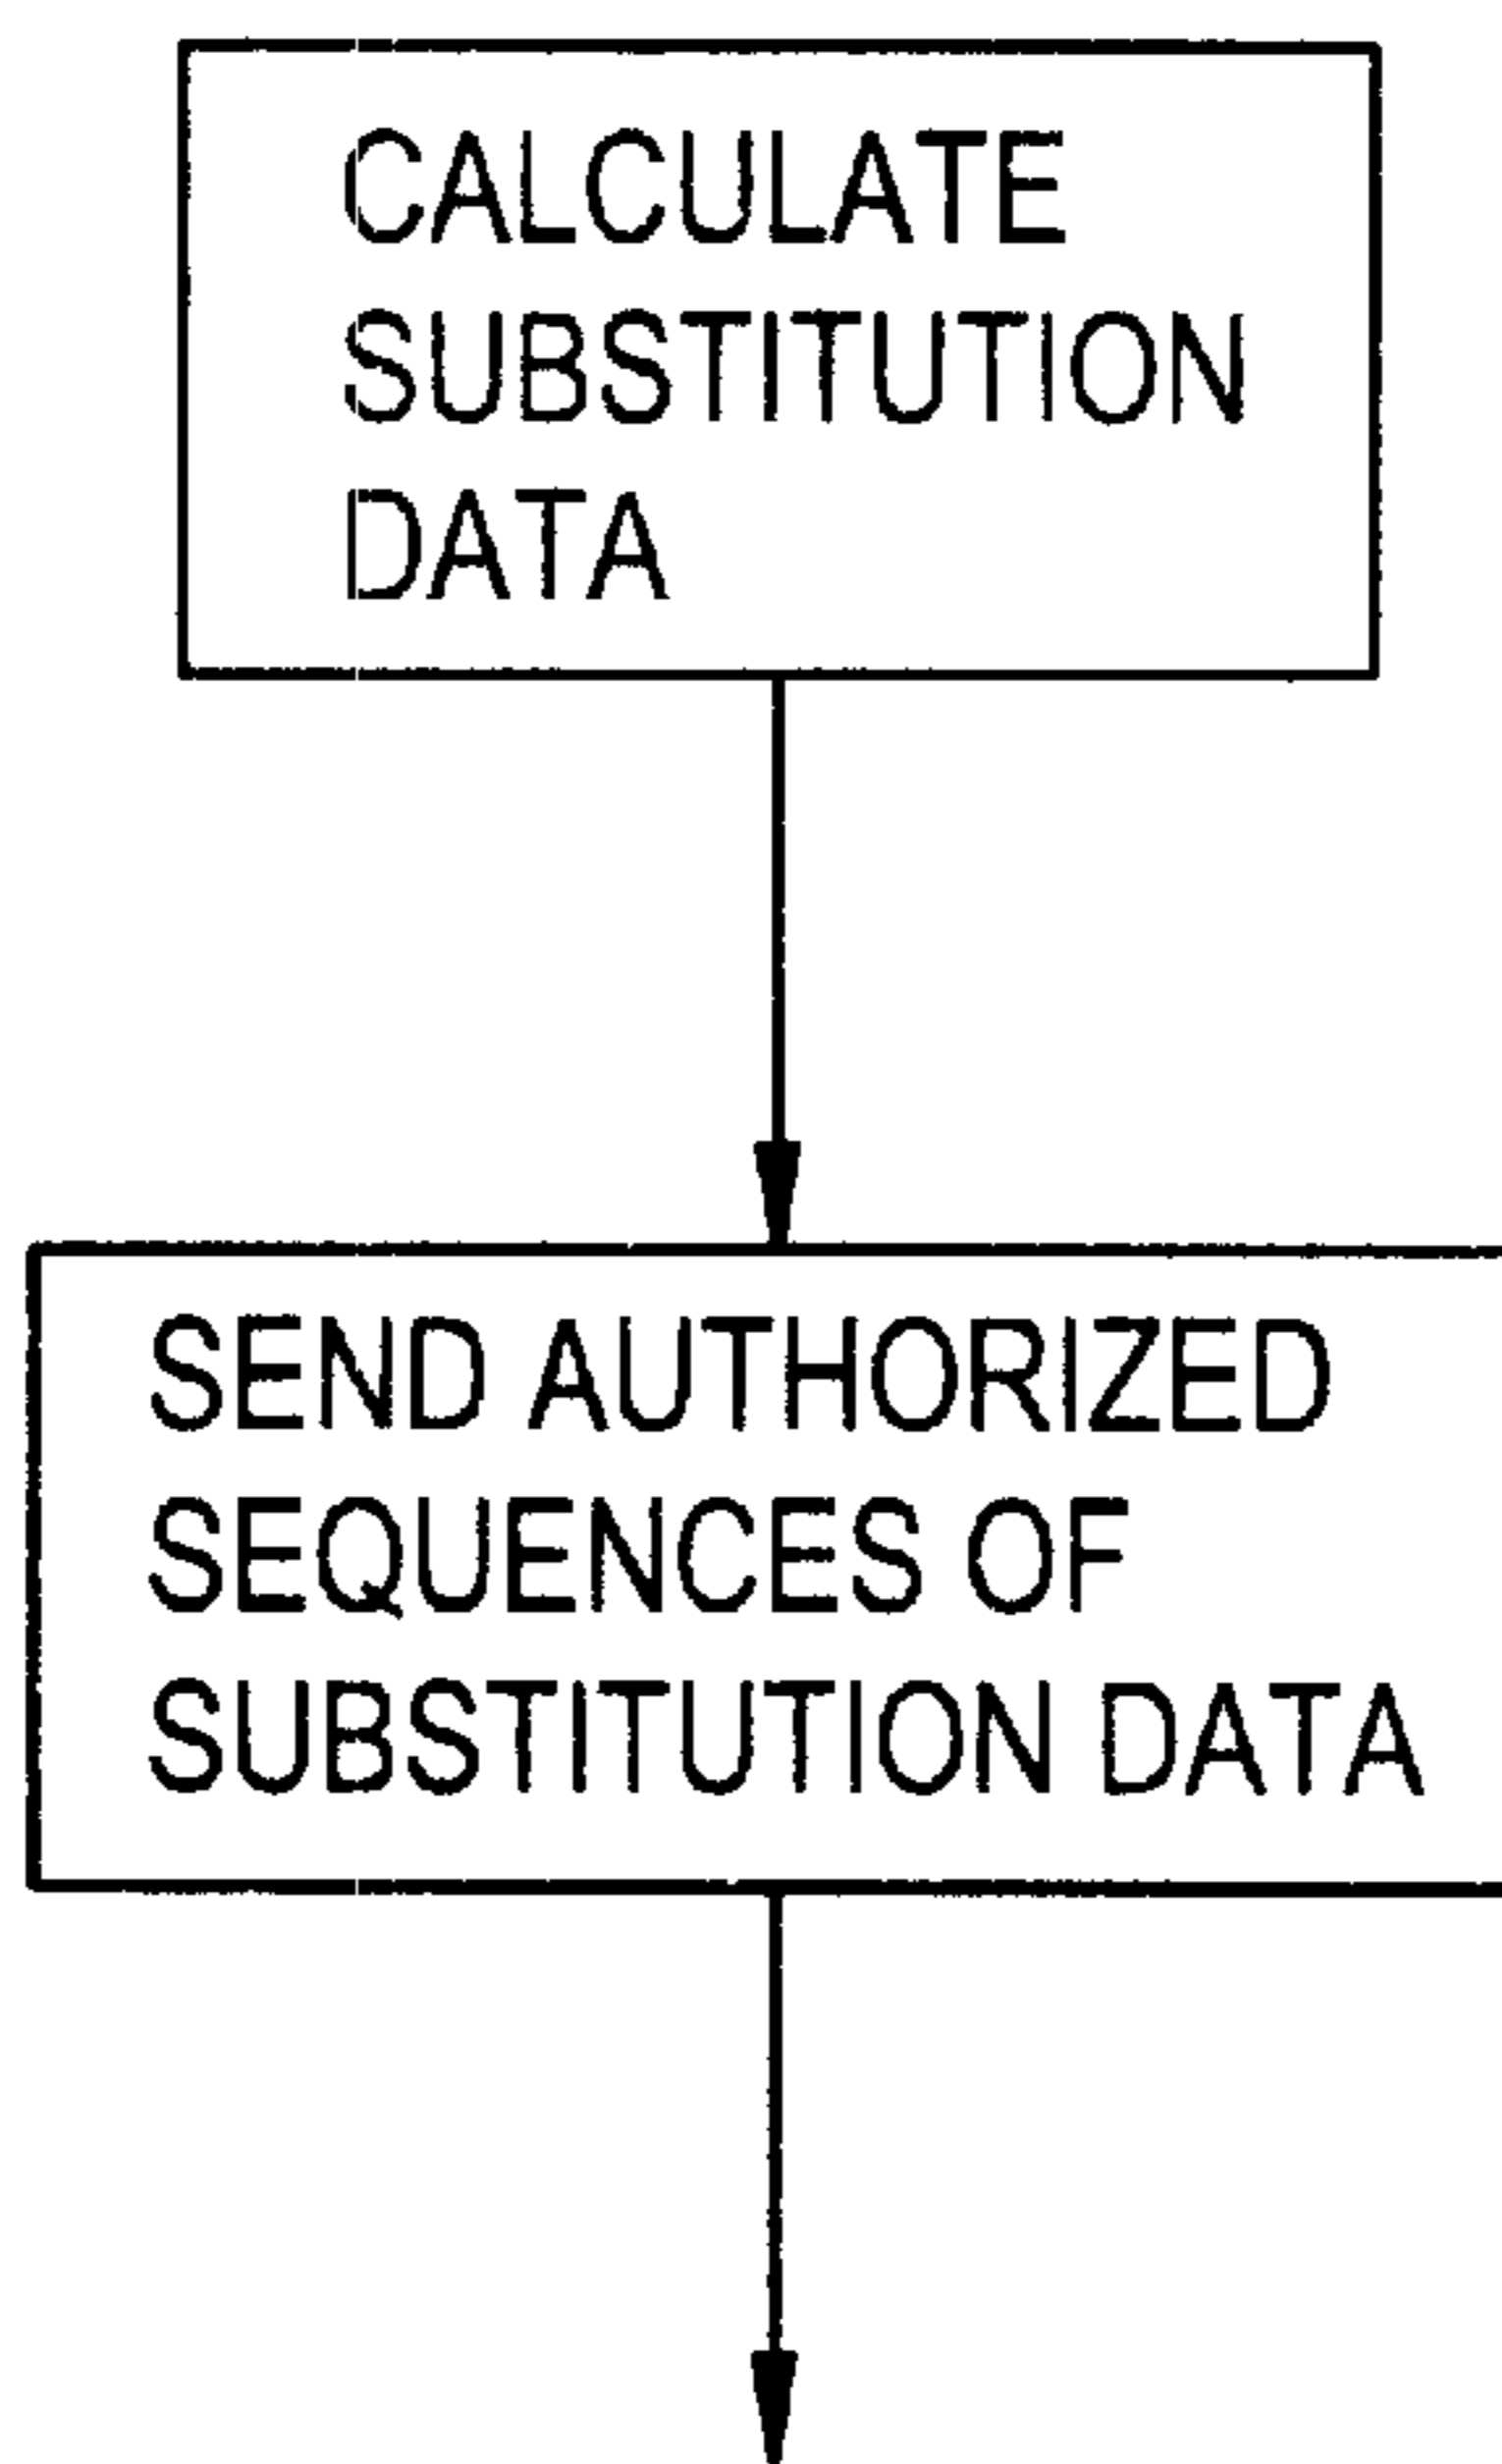 CALCULATE
SUBSTITUTION
DATA
SEND AUTHORIZED
SEQUENCES OF
SUBSTITUTION DATA